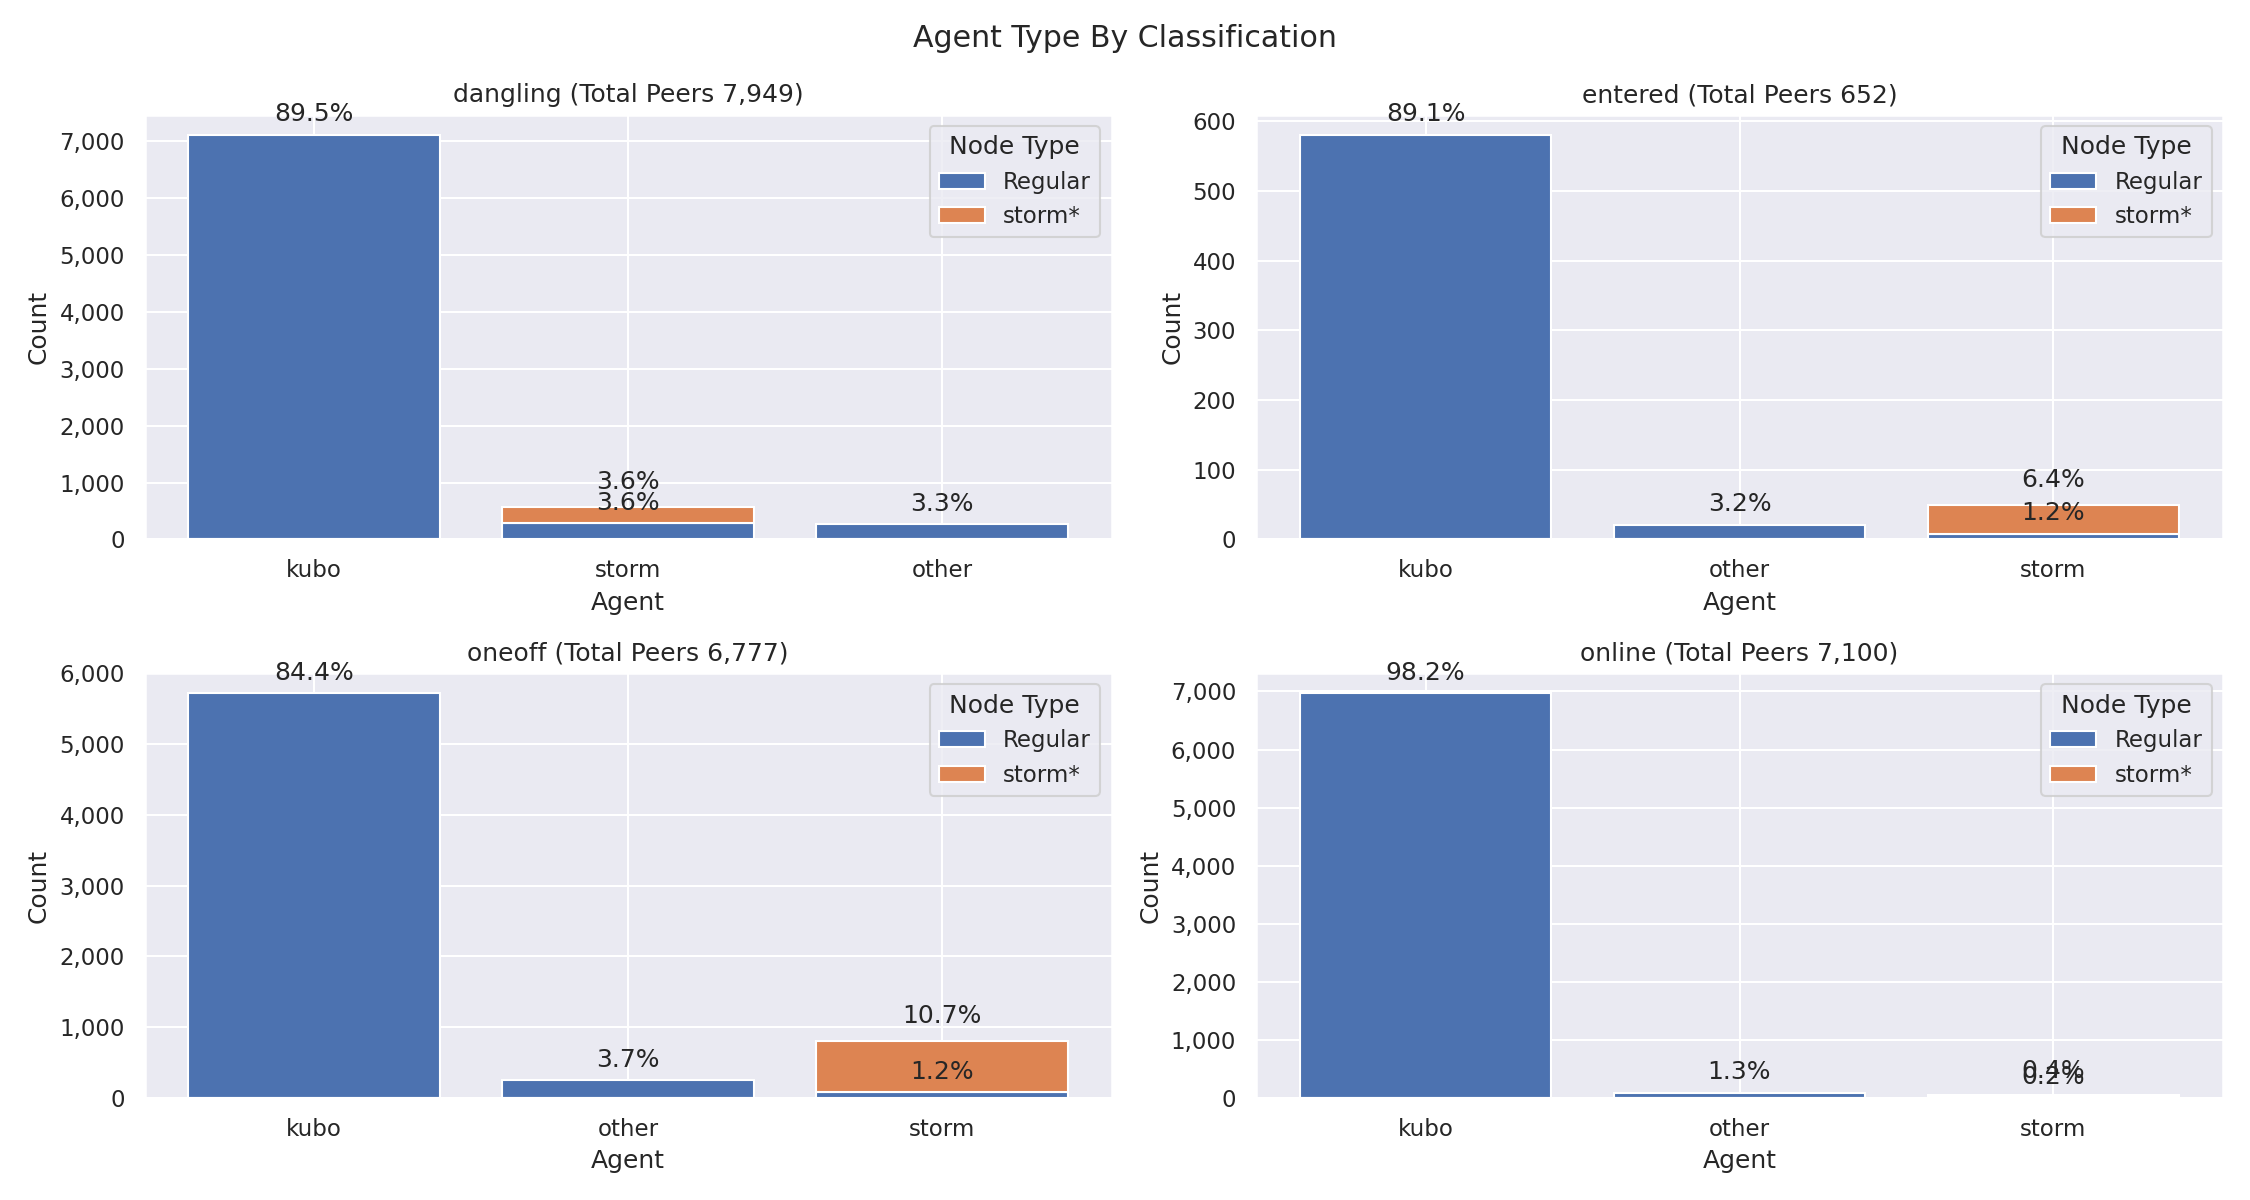 Agent Type By Classification
dangling (Total Peers 7,949)
89.5%
7,000
6,000
5,000
4,000
3,000
2,000
1,000
0
Count
3.6%
3.6%
3.3%
kubo
storm
other
Agent
Node Type
Regular
storm*
entered (Total Peers 652)
89.1%
600
500
400
300
200
100
0
Count
3.2%
6.4%
1.2%
kubo
other
storm
Agent
Node Type
Regular
storm*
oneoff (Total Peers 6,777)
84.4%
6,000
5,000
4,000
3,000
2,000
1,000
0
Count
3.7%
10.7%
1.2%
kubo
other
storm
Agent
Node Type
Regular
storm*
online (Total Peers 7,100)
98.2%
7,000
6,000
5,000
4,000
3,000
2,000
1,000
0
Count
1.3%
0.4%
0.2%
kubo
other
storm
Agent
Node Type
Regular
storm*